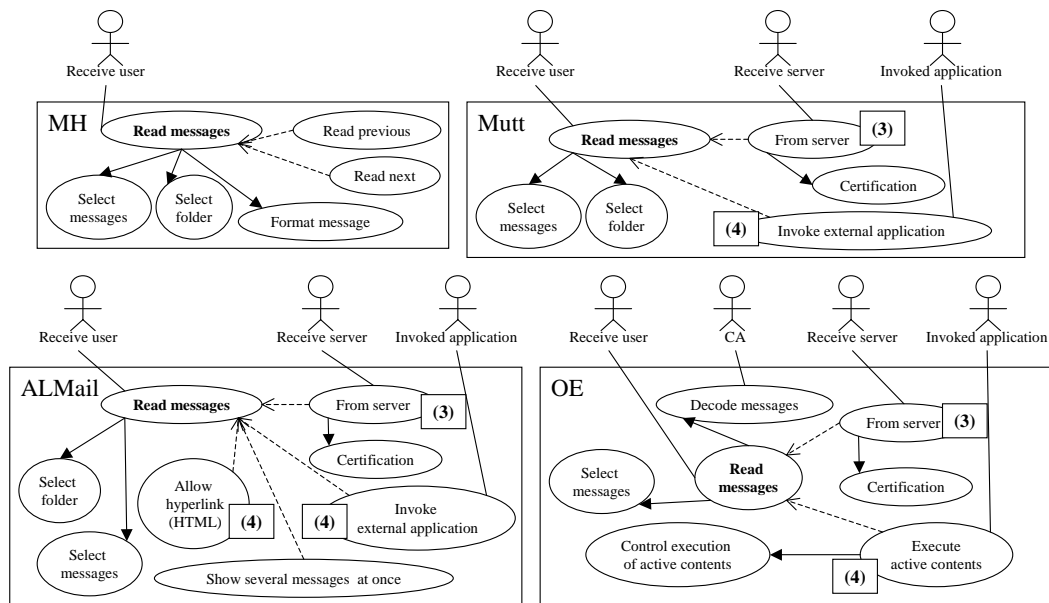 Receive user
MH
Read messages
Read previous
Read next
Select
messages
Select
folder
Format message
Receive user
Receive server
Invoked application
Mutt
Read messages
From server
(3)
Certification
Select
messages
Select
folder
(4)
Invoke external application
Receive user
Receive server
Invoked application
ALMail
Read messages
From server
(3)
Certification
Select
folder
Allow
hyperlink
(HTML)
(4)
(4)
Invoke
external application
Select
messages
Show several messages at once
Receive user
CA
Receive server
Invoked application
OE
Decode messages
From server
(3)
Select
messages
Read
messages
Certification
Control execution
of active contents
Execute
active contents
(4)